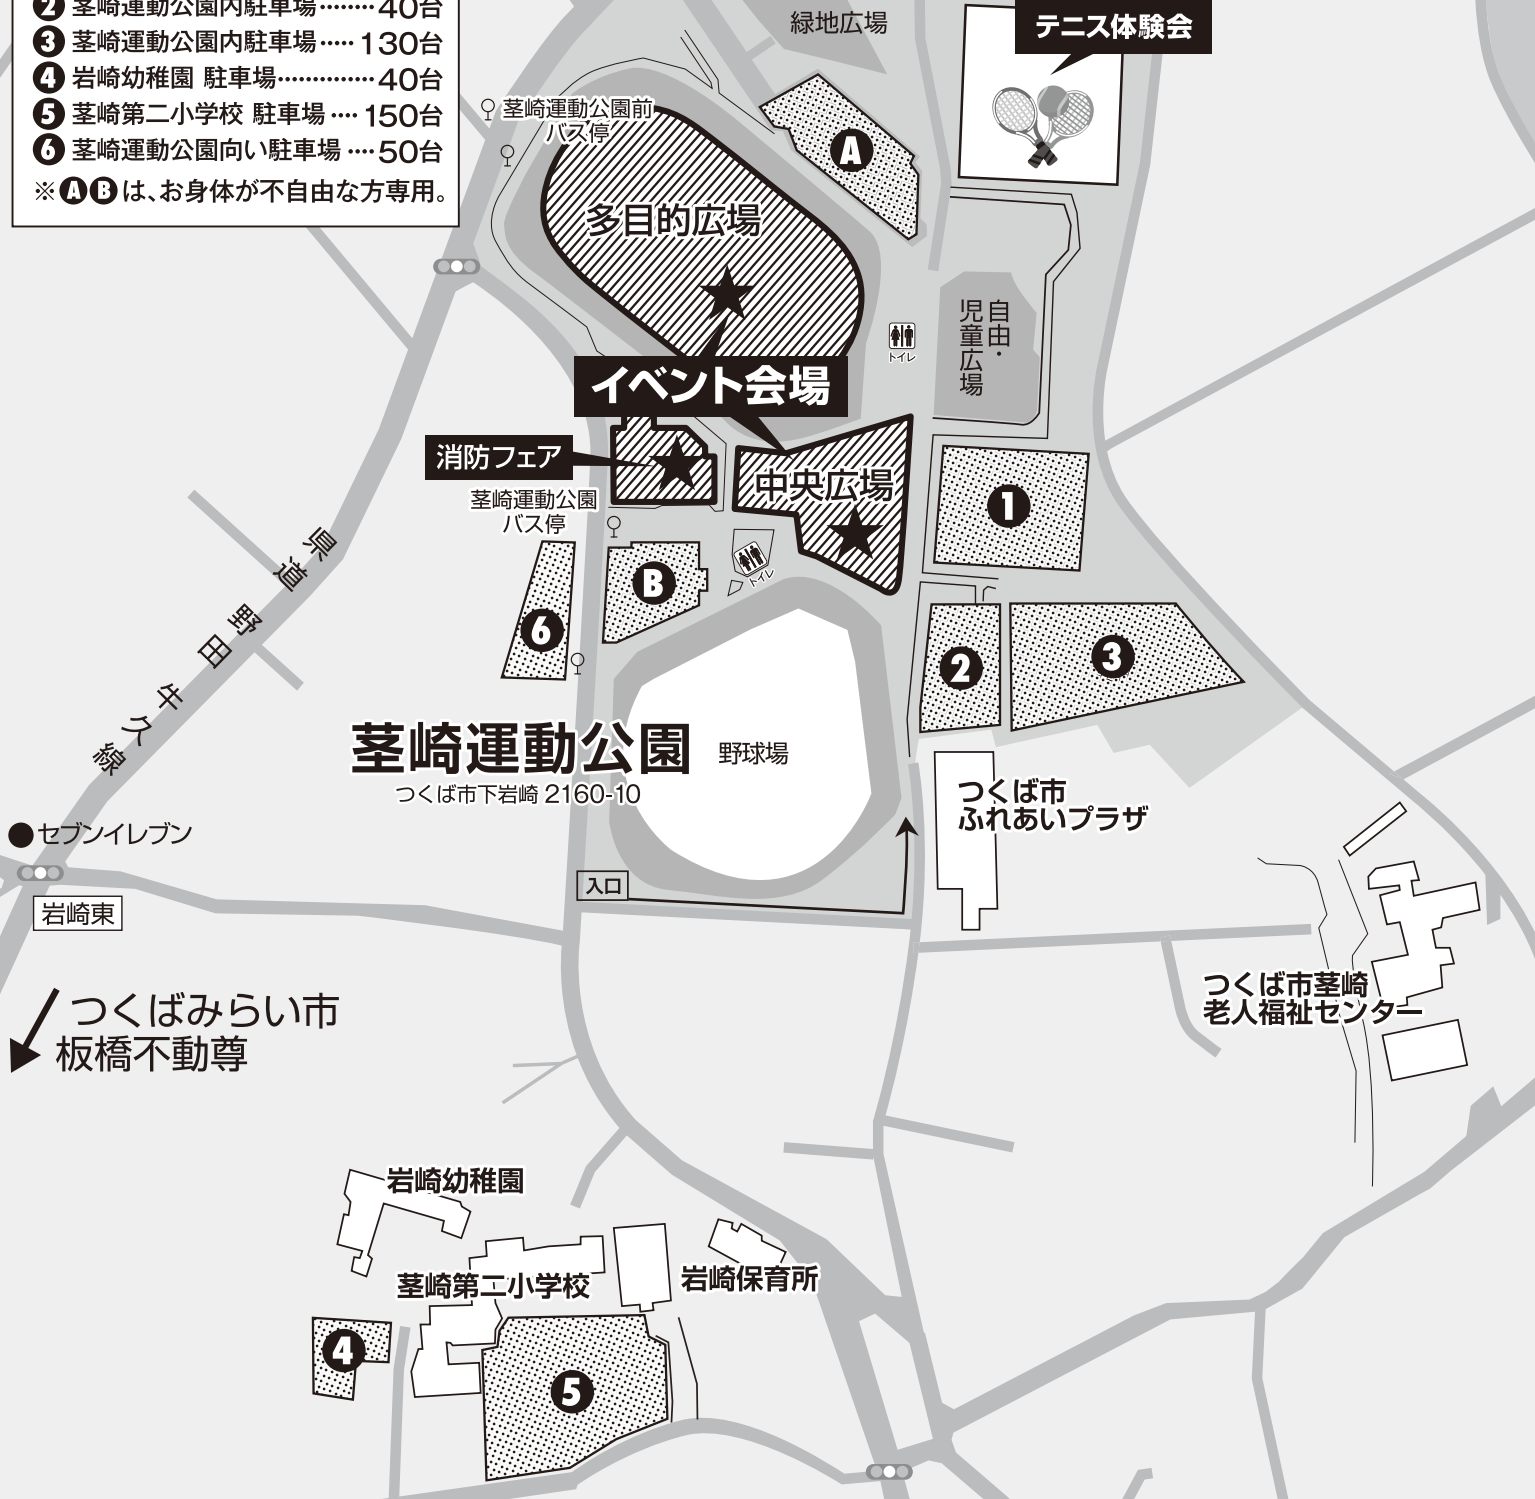 ❷茎崎運動公園内駐車場……‥40台
❸茎崎運動公園内駐車場‥…130台
❹岩崎幼稚園 駐車場…………‥40台
❺茎崎第二小学校 駐車場‥‥150台
❻茎崎運動公園向い駐車場‥‥50台
※🅐🅑は、お身体が不自由な方専用。
緑地広場
テニス体験会
茎崎運動公園前
バス停
A
多目的広場
トイレ
自由・
児童広場
イベント会場
消防フェア
中央広場
茎崎運動公園
バス停
1
トイレ
B
6
2
3
県道 野田牛久線
茎崎運動公園
つくば市下岩崎 2160-10
野球場
つくば市
ふれあいプラザ
●セブンイレブン
入口
岩崎東
つくば市茎崎
老人福祉センター
つくばみらい市
板橋不動尊
岩崎幼稚園
茎崎第二小学校
岩崎保育所
4
5